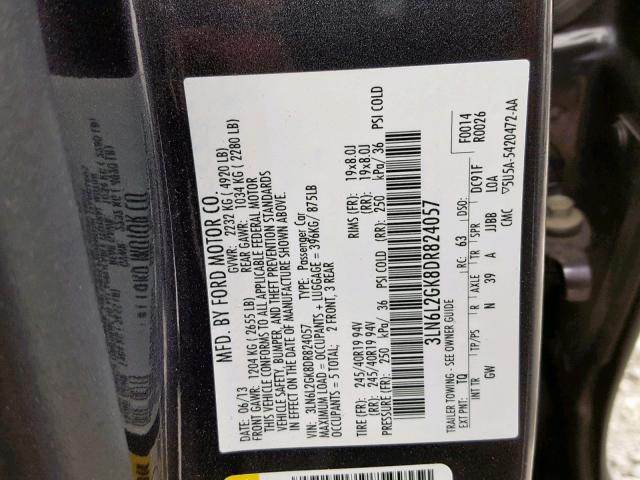 MFD. BY FORD MOTOR CO.
DATE: 06/13 GVWR: 2232 KG ( 4920 LB)
FRONT GAWR: 1204 KG ( 2655 LB) REAR GAWR: 1034 KG ( 2280 LB)
THIS VEHICLE CONFORMS TO ALL APPLICABLE FEDERAL MOTOR
VEHICLE SAFETY, BUMPER, AND THEFT PREVENTION STANDARDS
IN EFFECT ON THE DATE OF MANUFACTURE SHOWN ABOVE.
VIN: 3LN6L2GK8DR824057 TYPE: Passenger Car
MAXIMUM LOAD = OCCUPANTS + LUGGAGE = 396KG/ 875LB
OCCUPANTS = 5 TOTAL: 2 FRONT, 3 REAR
TIRE (FR): 245/40R19 94V RIMS (FR): 19x8.0J
(RR): 245/40R19 94V (RR): 19x8.0J
PRESSURE (FR): 250 kPa/ 36 PSI COLD (RR): 250 kPa/ 36 PSI COLD
3LN6L2GK8DR824057
TRAILER TOWING - SEE OWNER GUIDE
EXT PNT: TQ RC: 63 DSO: F0014
R0026
INT TR TP/PS R AXLE TR SPR DC91F
GW N 39 A JJBB LOA
CMC 5U5A-5420472-AA